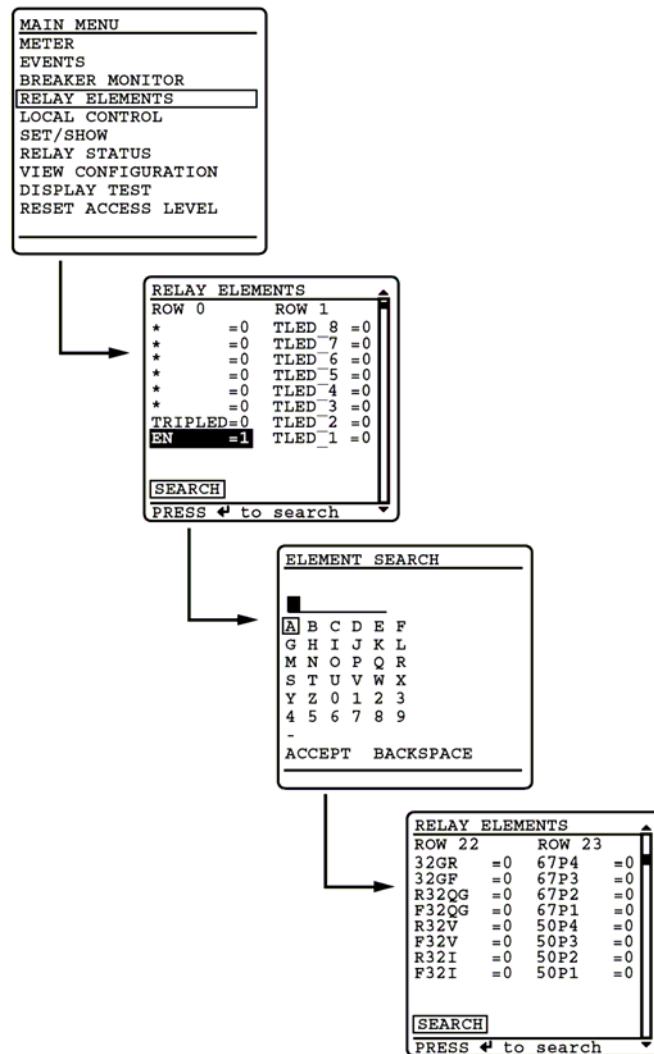 MAIN MENU
METER
EVENTS
BREAKER MONITOR
RELAY ELEMENTS
LOCAL CONTROL
SET/SHOW
RELAY STATUS
VIEW CONFIGURATION
DISPLAY TEST
RESET ACCESS LEVEL
RELAY ELEMENTS
ROW 0 ROW 1
* =0 TLED_8 =0
* =0 TLED_7 =0
* =0 TLED_6 =0
* =0 TLED_5 =0
* =0 TLED_4 =0
* =0 TLED_3 =0
TRIPLED=0 TLED_2 =0
EN =1 TLED_1 =0
SEARCH
PRESS ↵ to search
ELEMENT SEARCH
A B C D E F
G H I J K L
M N O P Q R
S T U V W X
Y Z 0 1 2 3
4 5 6 7 8 9
-
ACCEPT BACKSPACE
RELAY ELEMENTS
ROW 22 ROW 23
32GR =0 67P4 =0
32GF =0 67P3 =0
R32QG =0 67P2 =0
F32QG =0 67P1 =0
R32V =0 50P4 =0
F32V =0 50P3 =0
R32I =0 50P2 =0
F32I =0 50P1 =0
SEARCH
PRESS ↵ to search